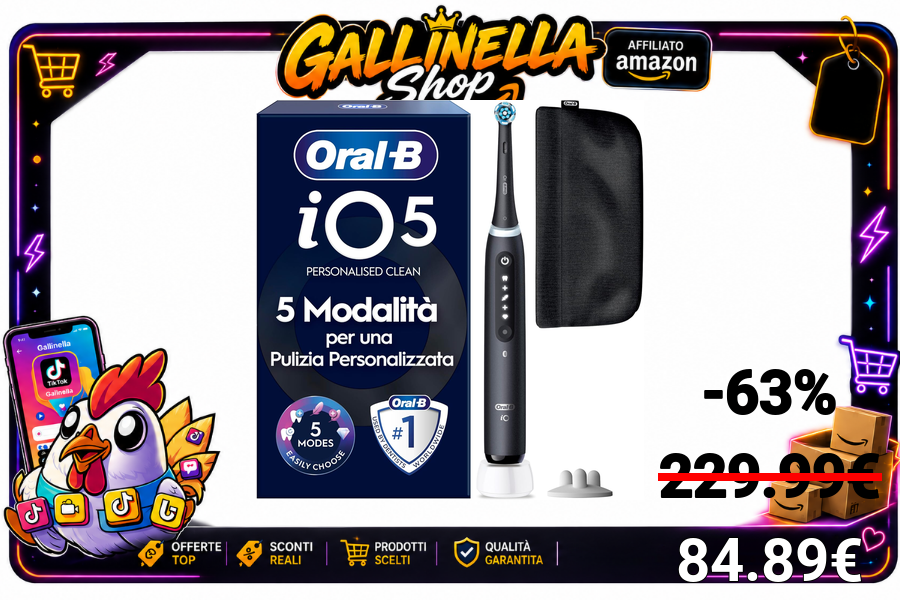 GALLINELLA
Shop
AFFILIATO
amazon
Oral-B
Oral-B
iO5
PERSONALISED CLEAN
5 Modalità
per una
Pulizia Personalizzata
5
MODES
EASILY CHOOSE
Oral-B
#1
USED BY DENTISTS WORLDWIDE
Oral-B
Oral-B
iO
Gallinella
TikTok
Gallinella
-63%
229.99€
84.89€
OFFERTE
TOP
SCONTI
REALI
PRODOTTI
SCELTI
QUALITÀ
GARANTITA